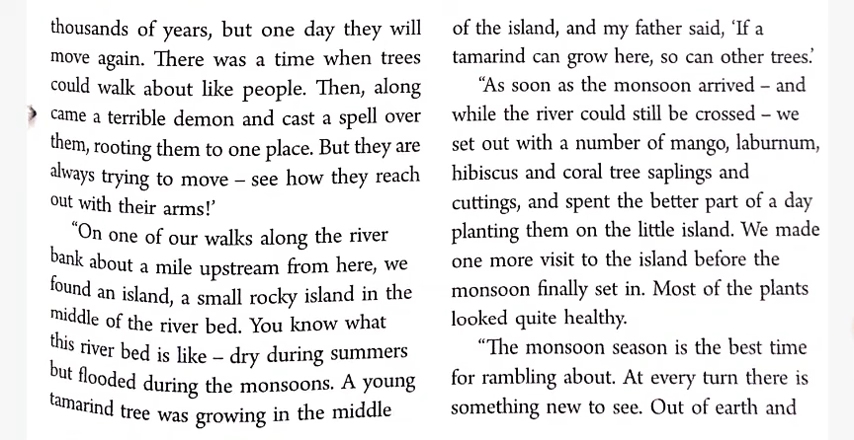 thousands of years, but one day they will
move again. There was a time when trees
could walk about like people. Then, along
came a terrible demon and cast a spell over
them, rooting them to one place. But they are
always trying to move – see how they reach
out with their arms!’
“On one of our walks along the river
bank about a mile upstream from here, we
found an island, a small rocky island in the
middle of the river bed. You know what
this river bed is like – dry during summers
but flooded during the monsoons. A young
tamarind tree was growing in the middle
of the island, and my father said, ‘If a
tamarind can grow here, so can other trees.’
“As soon as the monsoon arrived – and
while the river could still be crossed – we
set out with a number of mango, laburnum,
hibiscus and coral tree saplings and
cuttings, and spent the better part of a day
planting them on the little island. We made
one more visit to the island before the
monsoon finally set in. Most of the plants
looked quite healthy.
“The monsoon season is the best time
for rambling about. At every turn there is
something new to see. Out of earth and